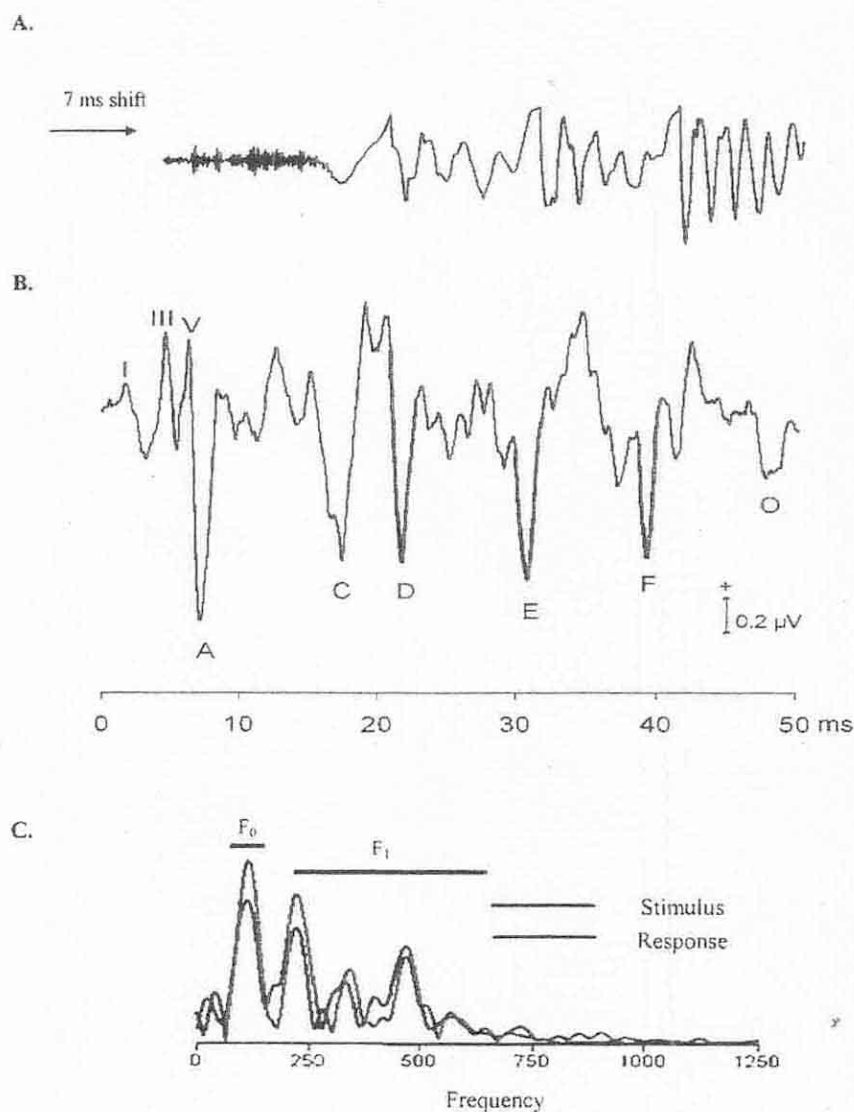 A.
7 ms shift
B.
I III V
A C D E F O
+
0.2 μV
0 10 20 30 40 50 ms
C.
F₀
F₁
Stimulus
Response
0 250 500 750 1000 1250
Frequency